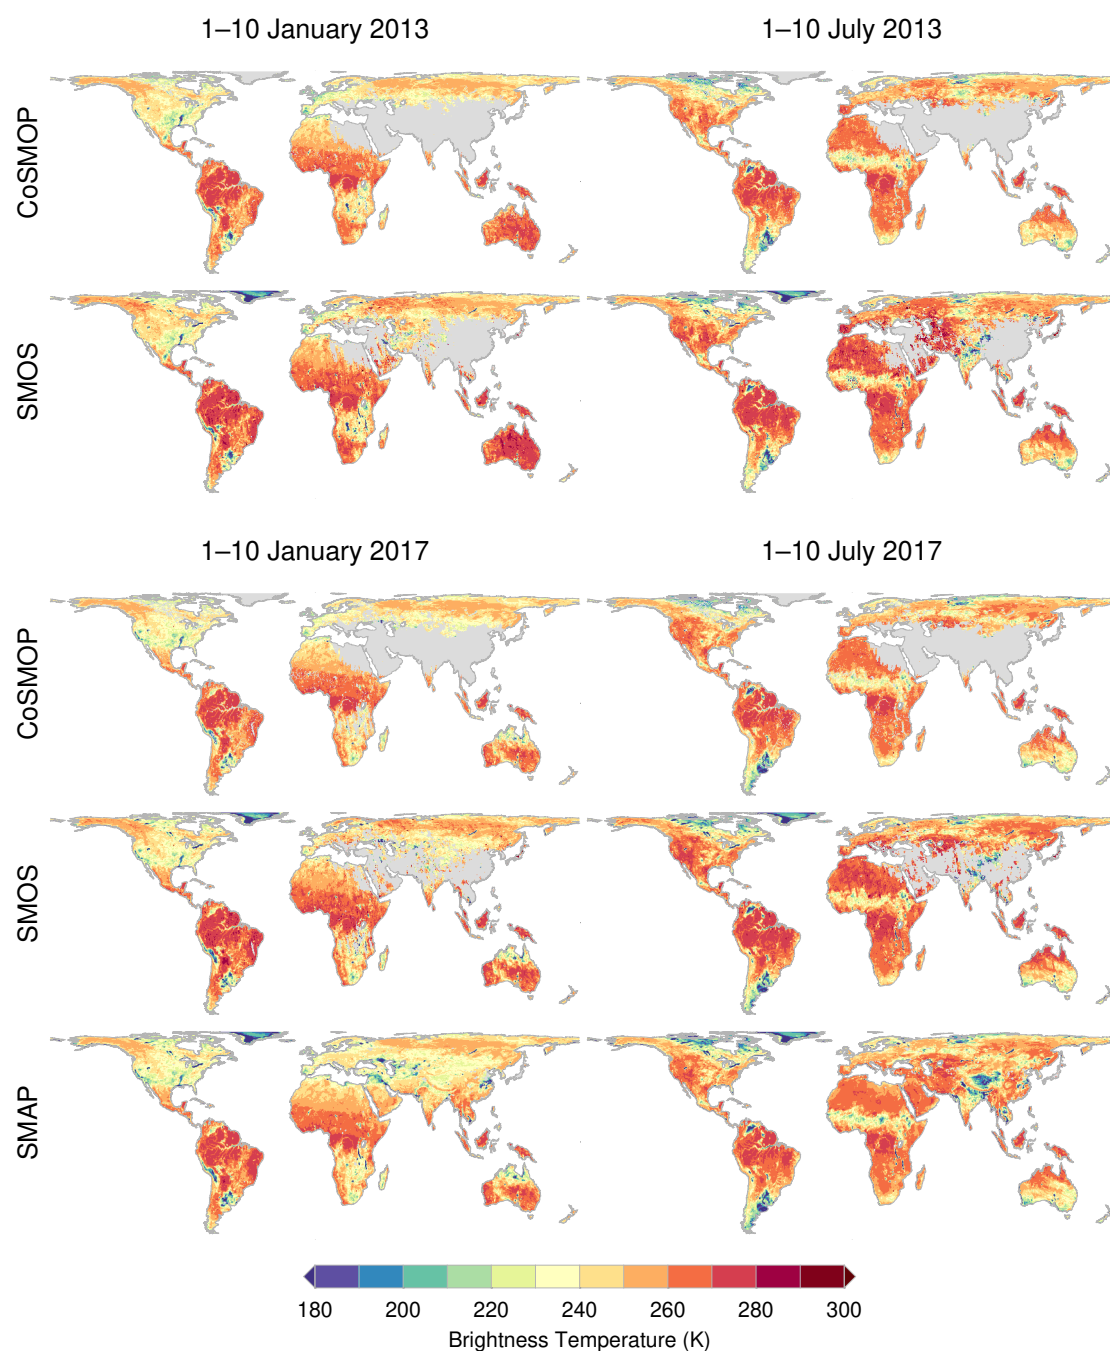 1–10 January 2013
1–10 July 2013
CoSMOP
SMOS
1–10 January 2017
1–10 July 2017
CoSMOP
SMOS
SMAP
180 200 220 240 260 280 300
Brightness Temperature (K)